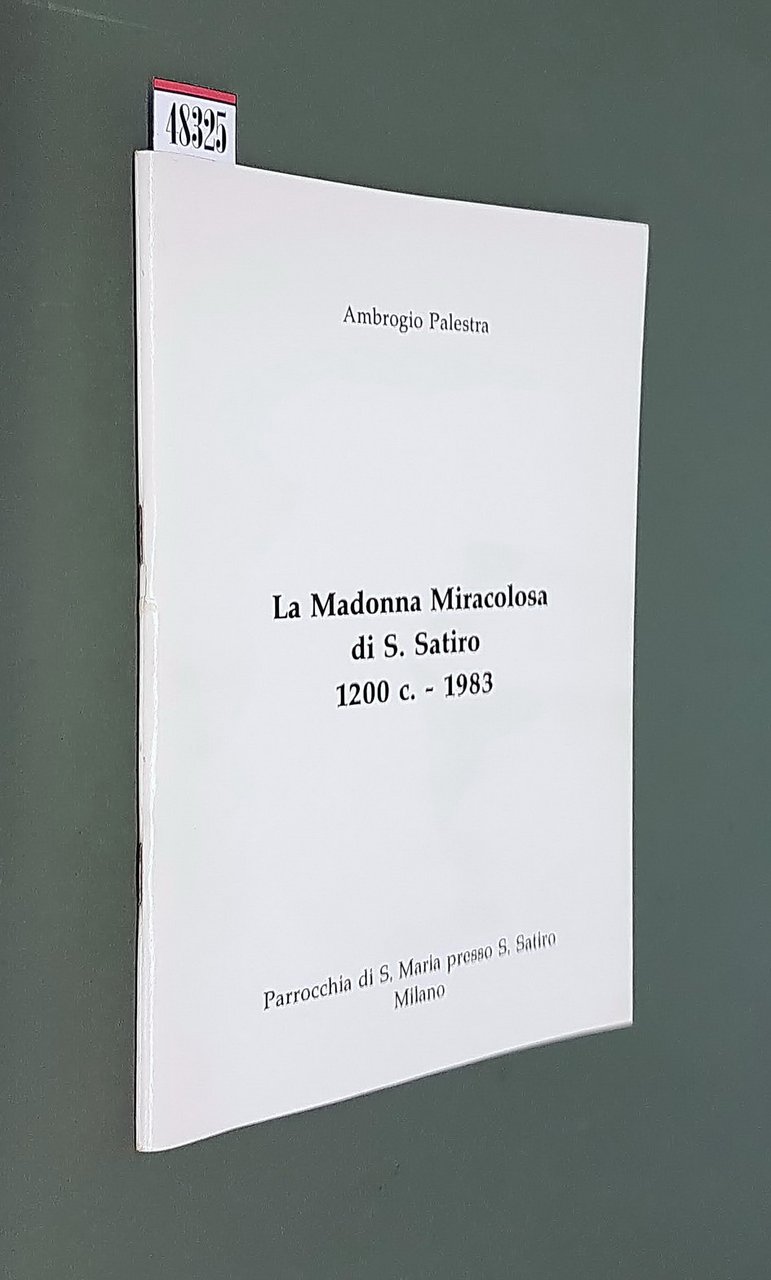 48325
Ambrogio Palestra
La Madonna Miracolosa
di S. Satiro
1200 c. - 1983
Parrocchia di S. Maria presso S. Satiro
Milano